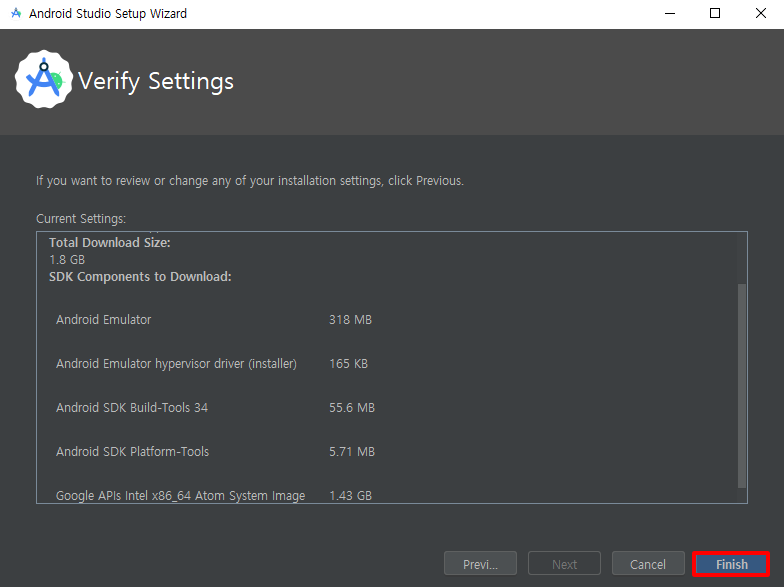 Android Studio Setup Wizard
Verify Settings
If you want to review or change any of your installation settings, click Previous.
Current Settings:
Total Download Size:
1.8 GB
SDK Components to Download:
Android Emulator 318 MB
Android Emulator hypervisor driver (installer) 165 KB
Android SDK Build-Tools 34 55.6 MB
Android SDK Platform-Tools 5.71 MB
Google APIs Intel x86_64 Atom System Image 1.43 GB
Previ... Next Cancel Finish